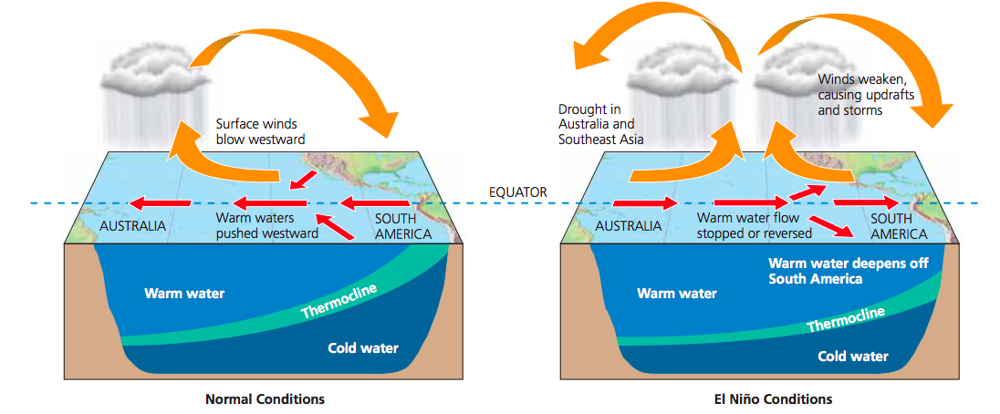 Surface winds
blow westward
AUSTRALIA
Warm waters
pushed westward
SOUTH
AMERICA
Warm water
Thermocline
Cold water
Normal Conditions
EQUATOR
Drought in
Australia and
Southeast Asia
Winds weaken,
causing updrafts
and storms
AUSTRALIA
Warm water flow
stopped or reversed
SOUTH
AMERICA
Warm water deepens off
South America
Warm water
Thermocline
Cold water
El Niño Conditions